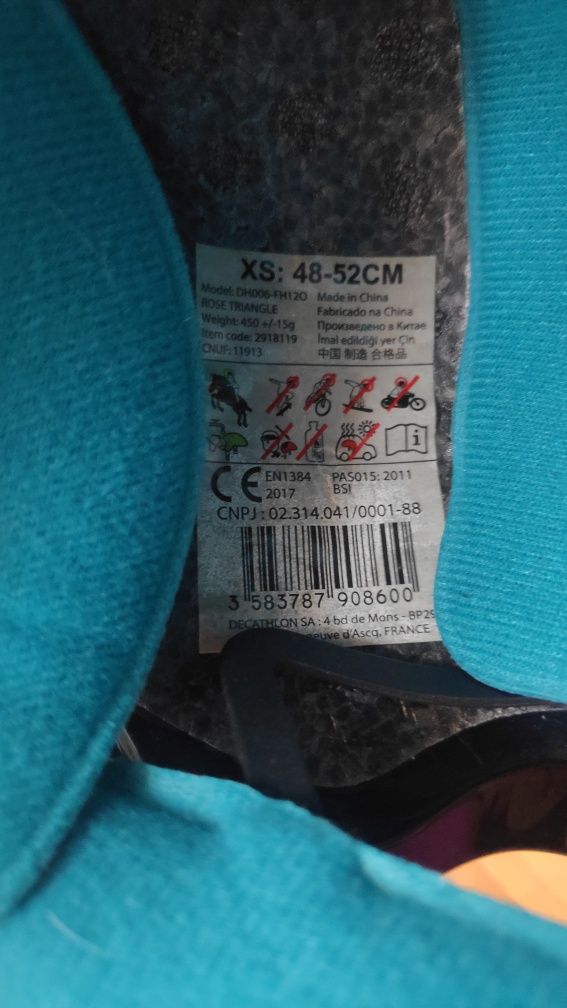 XS: 48-52CM
Model: DH006-FH12O
ROSE TRIANGLE
Weight: 450 +/-15g
Item code: 2918119
CNUF: 11913
Made in China
Fabricado na China
Произведено в Китае
İmal edildiği yer Çin
中国 制造 合格品
CE EN1384
2017
PAS015: 2011
BSI
CNPJ : 02.314.041/0001-88
3 583787 908600
DECATHLON SA : 4 bd de Mons - BP29
neuve d'Ascq, FRANCE